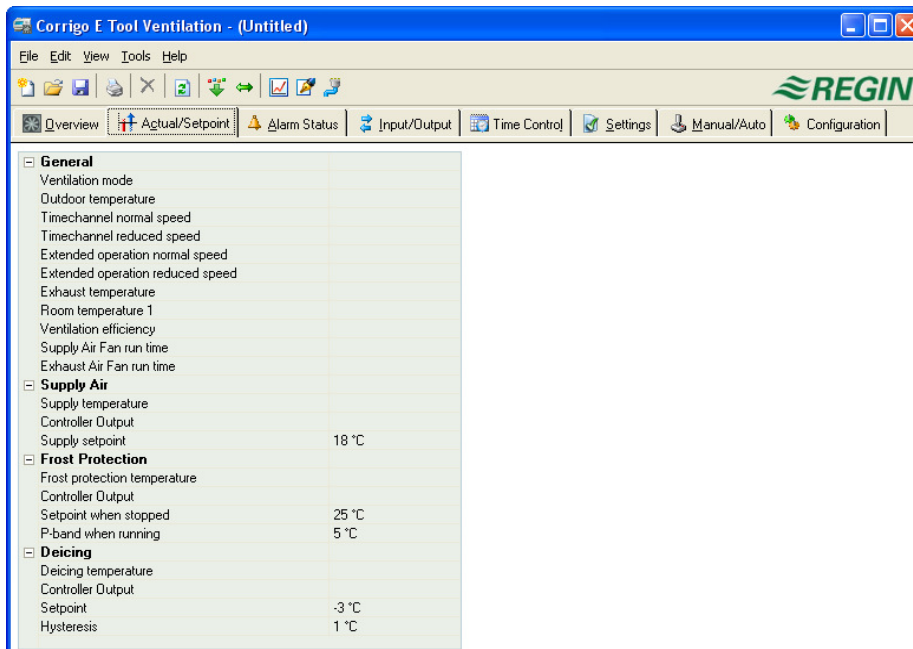 Corrigo E Tool Ventilation - (Untitled)
File Edit View Tools Help
REGIN
Overview Actual/Setpoint Alarm Status Input/Output Time Control Settings Manual/Auto Configuration
General
Ventilation mode
Outdoor temperature
Timechannel normal speed
Timechannel reduced speed
Extended operation normal speed
Extended operation reduced speed
Exhaust temperature
Room temperature 1
Ventilation efficiency
Supply Air Fan run time
Exhaust Air Fan run time
Supply Air
Supply temperature
Controller Output
Supply setpoint 18 °C
Frost Protection
Frost protection temperature
Controller Output
Setpoint when stopped 25 °C
P-band when running 5 °C
Deicing
Deicing temperature
Controller Output
Setpoint -3 °C
Hysteresis 1 °C